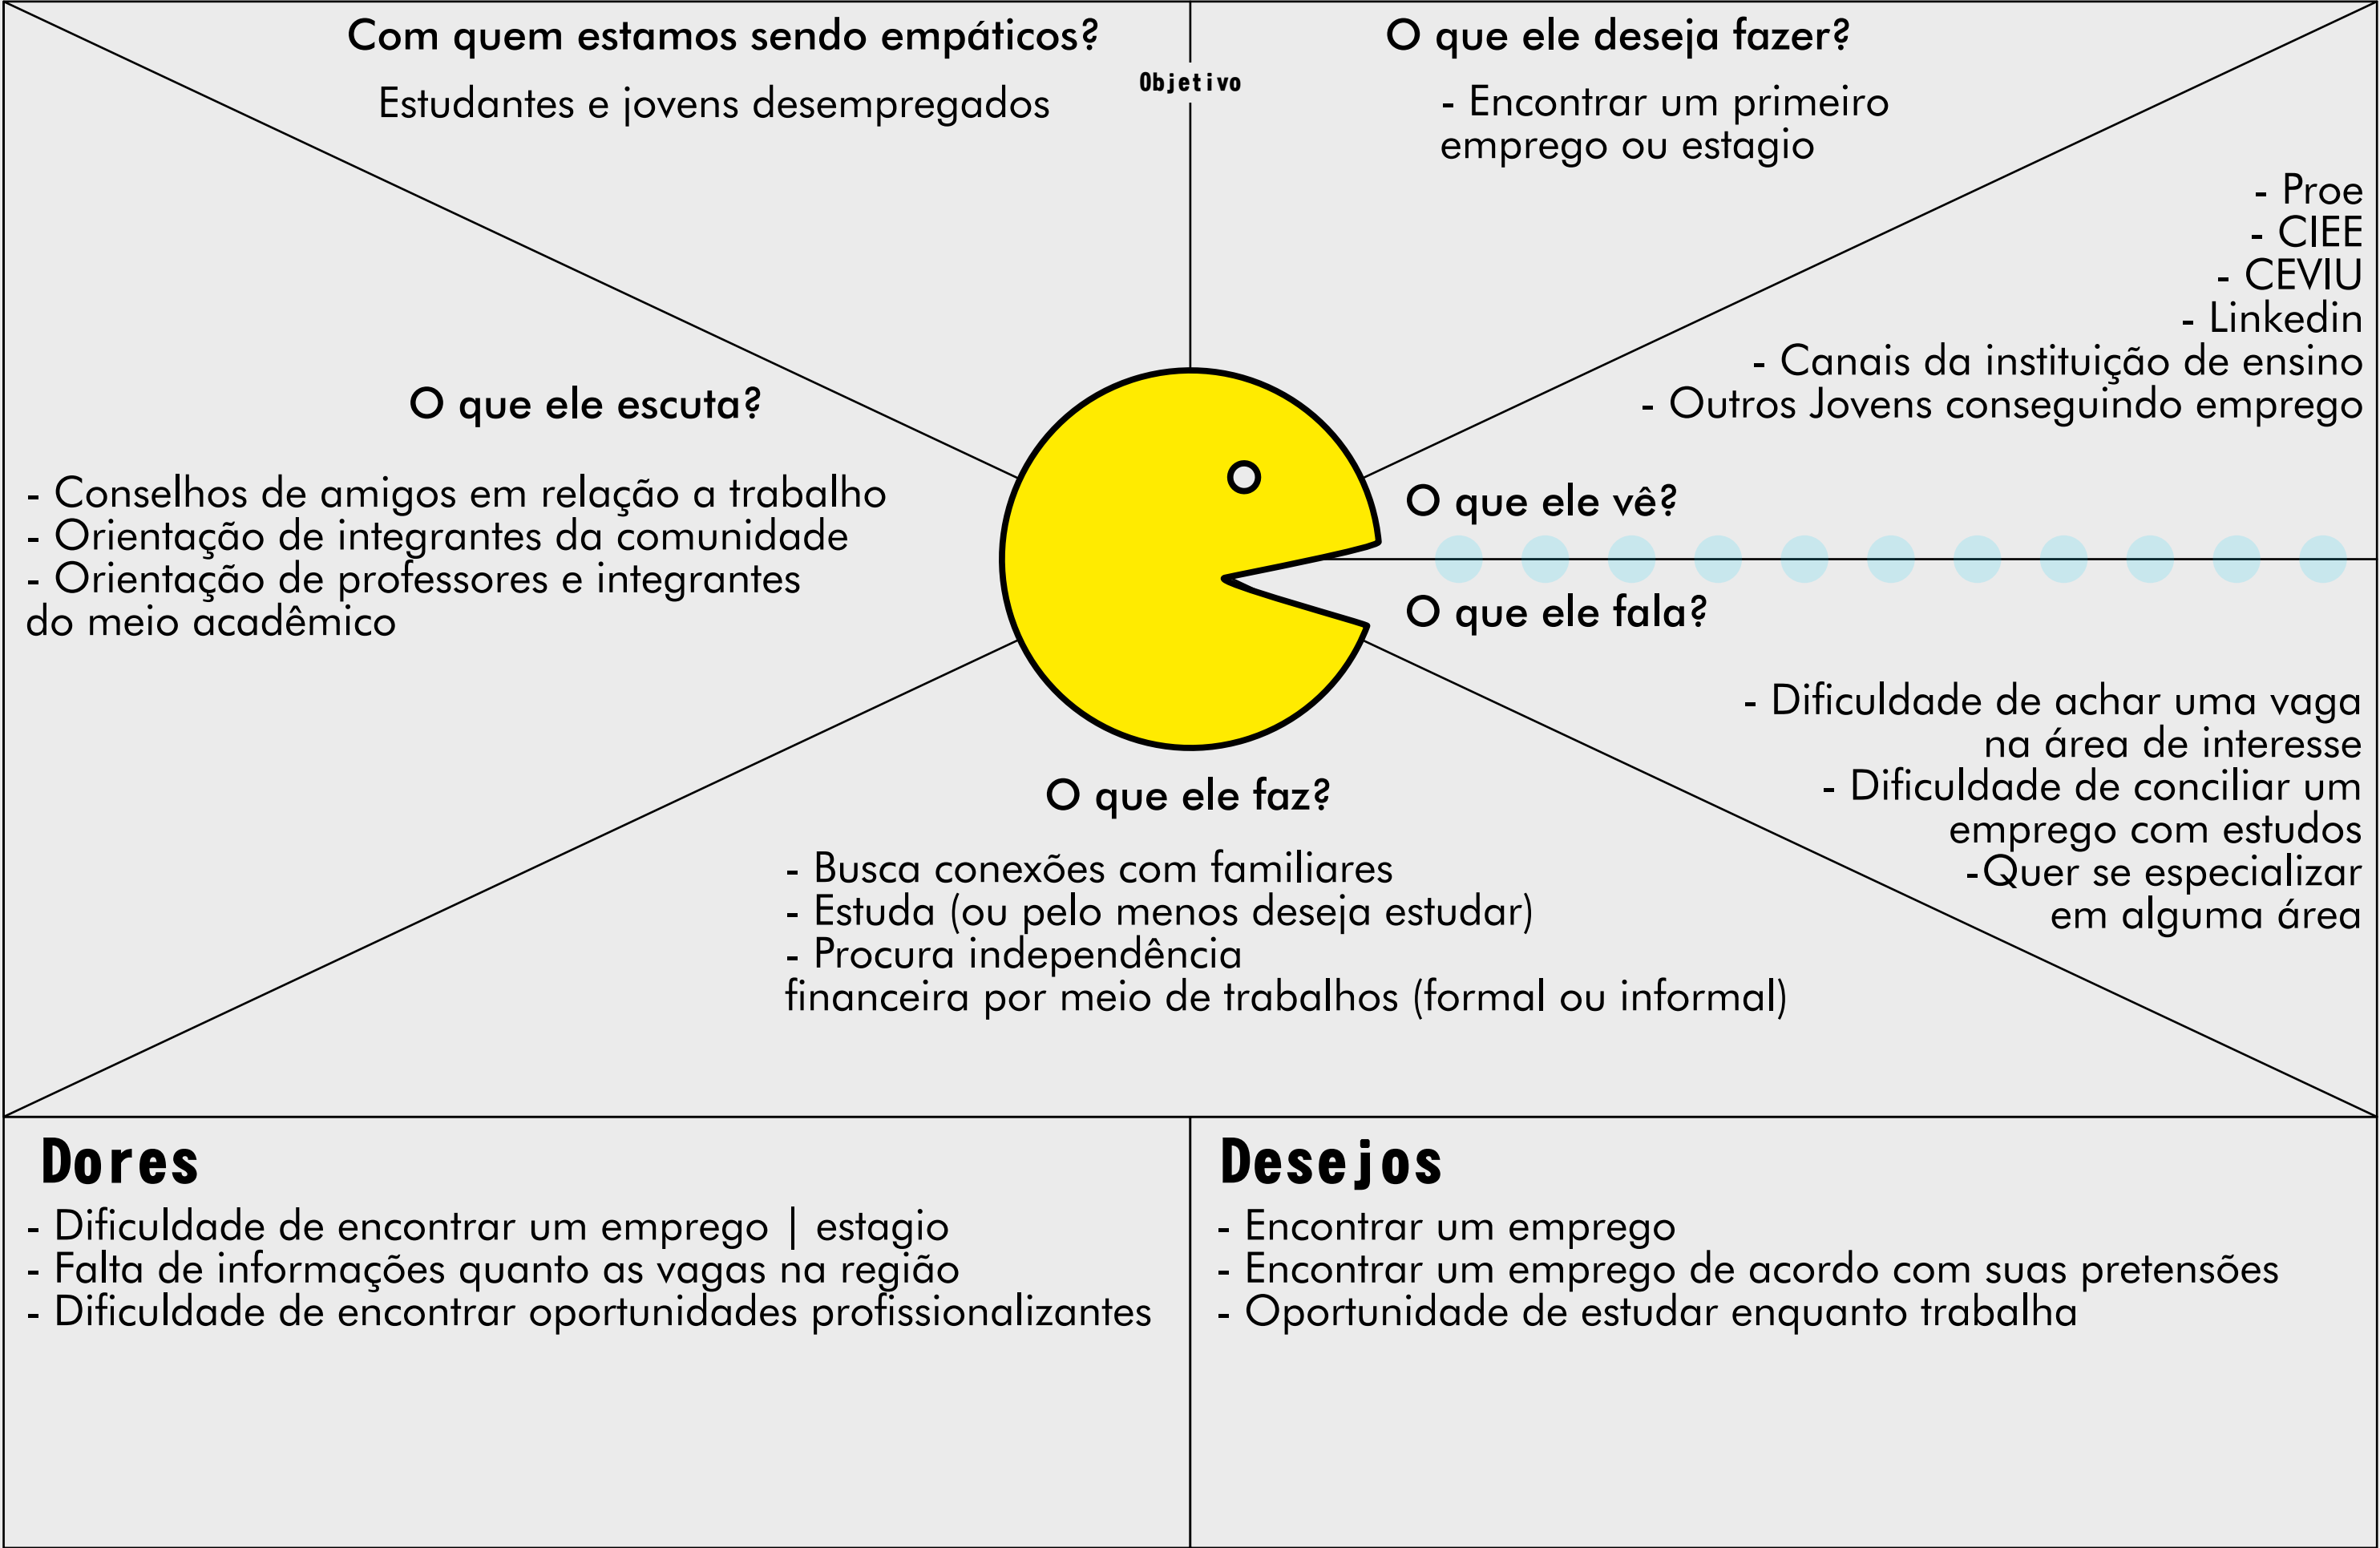 Com quem estamos sendo empáticos?
Estudantes e jovens desempregados
Objetivo
O que ele deseja fazer?
- Encontrar um primeiro
emprego ou estagio
O que ele escuta?
- Conselhos de amigos em relação a trabalho
- Orientação de integrantes da comunidade
- Orientação de professores e integrantes
do meio acadêmico
- Proe
- CIEE
- CEVIU
- Linkedin
- Canais da instituição de ensino
- Outros Jovens conseguindo emprego
O que ele vê?
O que ele fala?
- Dificuldade de achar uma vaga
na área de interesse
- Dificuldade de conciliar um
emprego com estudos
-Quer se especializar
em alguma área
O que ele faz?
- Busca conexões com familiares
- Estuda (ou pelo menos deseja estudar)
- Procura independência
financeira por meio de trabalhos (formal ou informal)
Dores
- Dificuldade de encontrar um emprego | estagio
- Falta de informações quanto as vagas na região
- Dificuldade de encontrar oportunidades profissionalizantes
Desejos
- Encontrar um emprego
- Encontrar um emprego de acordo com suas pretensões
- Oportunidade de estudar enquanto trabalha